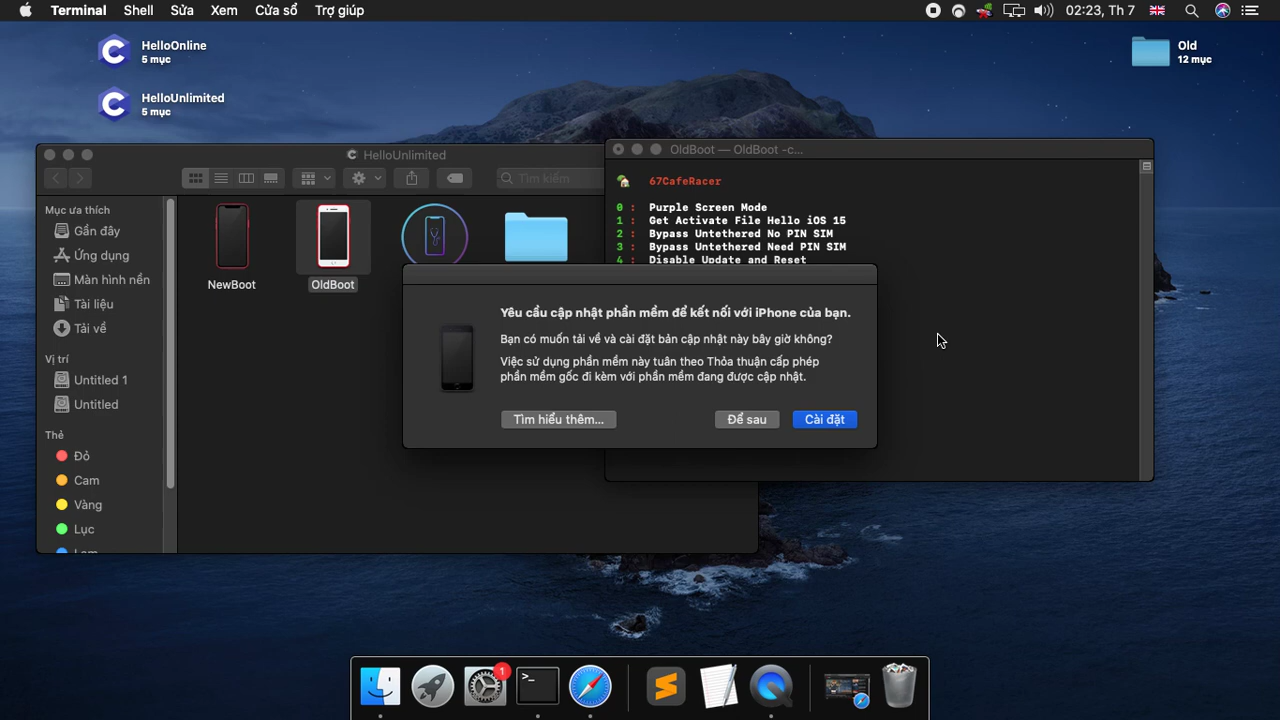 Terminal Shell Sửa Xem Cửa sổ Trợ giúp 02:23, Th 7
HelloOnline
5 mục
HelloUnlimited
5 mục
Old
12 mục
HelloUnlimited
Tìm kiếm
Mục ưa thích
Gần đây
Ứng dụng
Màn hình nền
Tài liệu
Tải về
Vị trí
Untitled 1
Untitled
Thẻ
Đỏ
Cam
Vàng
Lục
Lam
NewBoot
OldBoot
OldBoot — OldBoot -c...
67CafeRacer
0 : Purple Screen Mode
1 : Get Activate File Hello iOS 15
2 : Bypass Untethered No PIN SIM
3 : Bypass Untethered Need PIN SIM
4 : Disable Update and Reset
Yêu cầu cập nhật phần mềm để kết nối với iPhone của bạn.
Bạn có muốn tải về và cài đặt bản cập nhật này bây giờ không?
Việc sử dụng phần mềm này tuân theo Thỏa thuận cấp phép
phần mềm gốc đi kèm với phần mềm đang được cập nhật.
Tìm hiểu thêm... Để sau Cài đặt
1